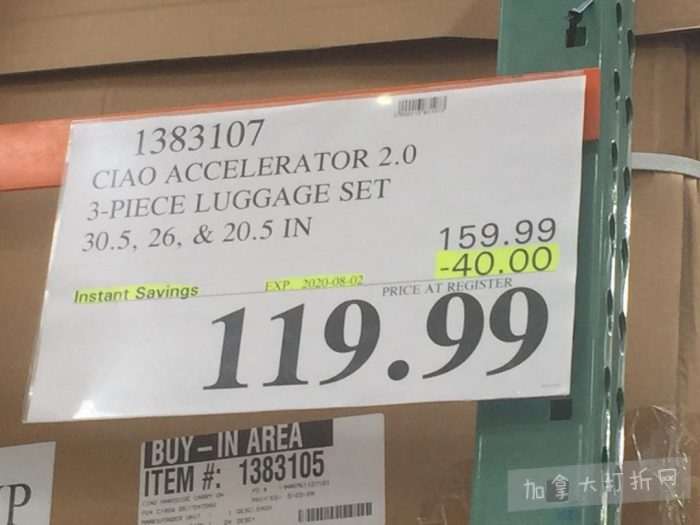 1383107
CIAO ACCELERATOR 2.0
3-PIECE LUGGAGE SET
30.5, 26, & 20.5 IN
159.99
-40.00
Instant Savings
EXP. 2020-08-02
PRICE AT REGISTER
119.99
BUY-IN AREA
ITEM #: 1383105
加拿大打折网